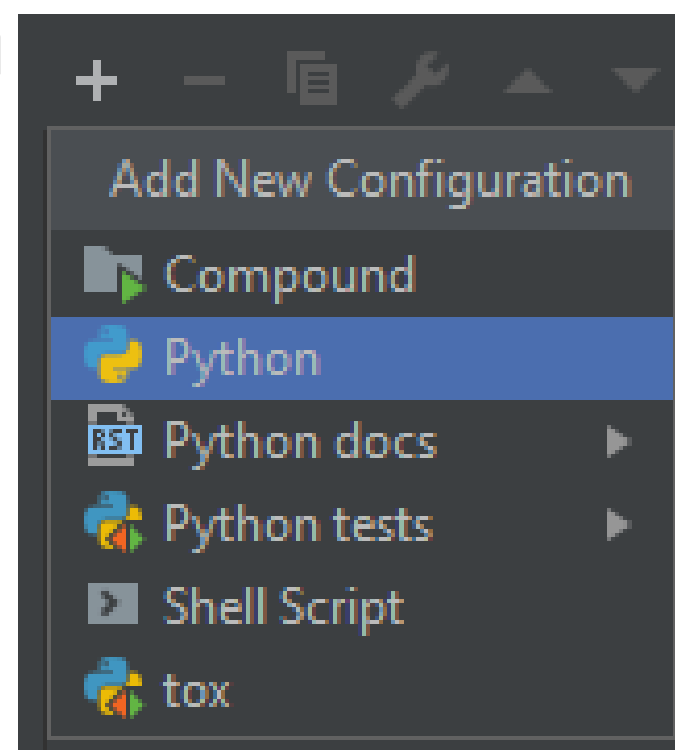 Add New Configuration
Compound
Python
RST
Python docs
Python tests
Shell Script
tox